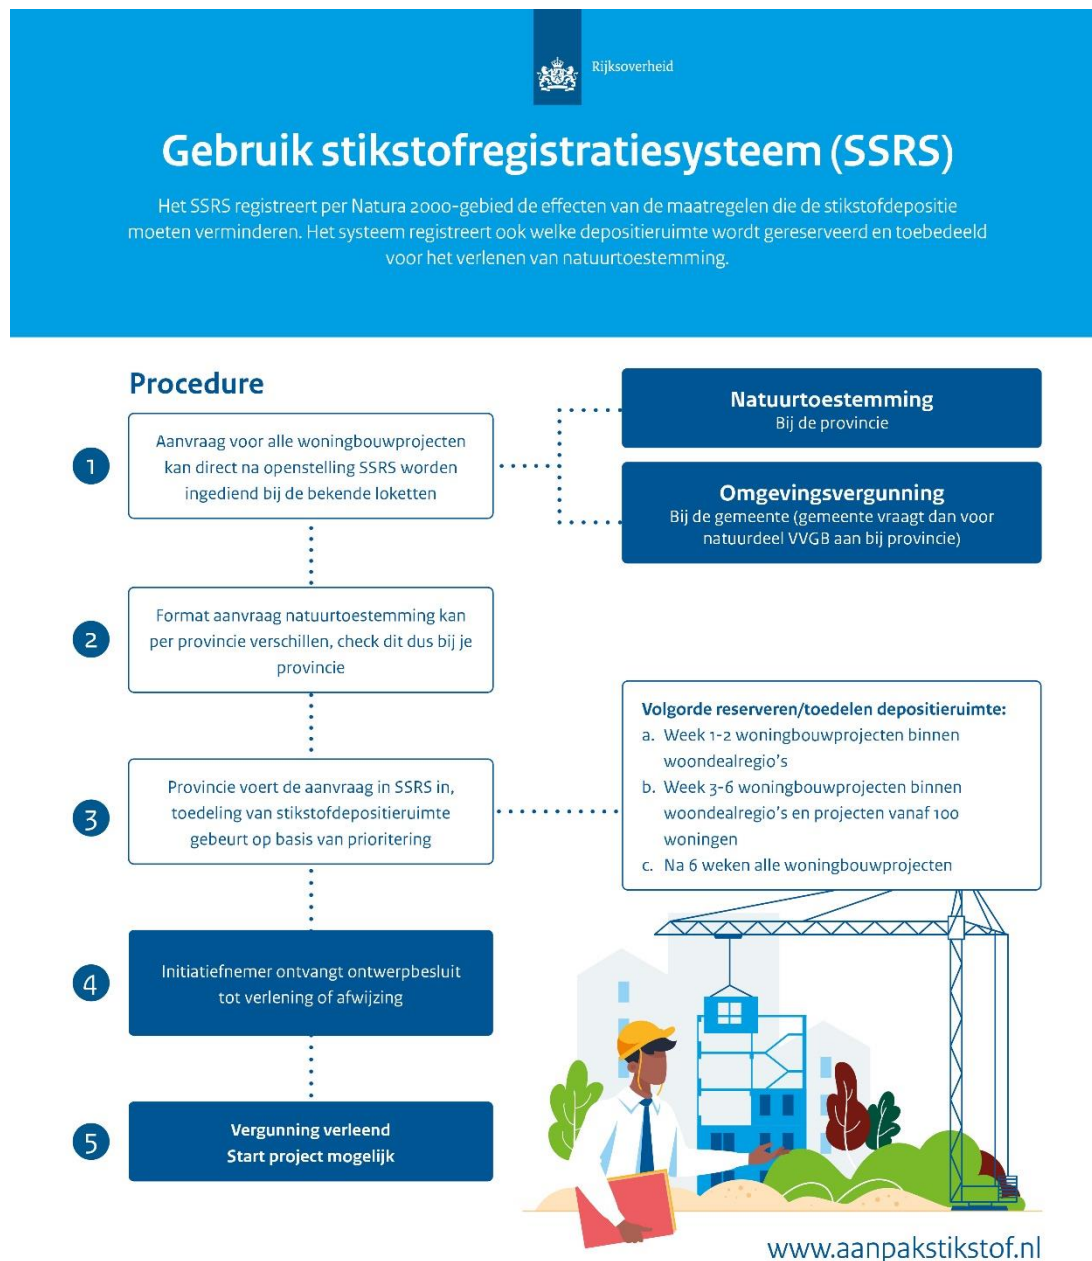 Rijksoverheid
Gebruik stikstofregistratiesysteem (SSRS)
Het SSRS registreert per Natura 2000-gebied de effecten van de maatregelen die de stikstofdepositie
moeten verminderen. Het systeem registreert ook welke depositieruimte wordt gereserveerd en toebedeeld
voor het verlenen van natuurtoestemming.
Procedure
1
Aanvraag voor alle woningbouwprojecten
kan direct na openstelling SSRS worden
ingediend bij de bekende loketten
Natuurtoestemming
Bij de provincie
Omgevingsvergunning
Bij de gemeente (gemeente vraagt dan voor
natuurdeel VVGB aan bij provincie)
2
Format aanvraag natuurtoestemming kan
per provincie verschillen, check dit dus bij je
provincie
3
Provincie voert de aanvraag in SSRS in,
toedeling van stikstofdepositieruimte
gebeurt op basis van prioritering
Volgorde reserveren/toedelen depositieruimte:
a. Week 1-2 woningbouwprojecten binnen
woondealregio's
b. Week 3-6 woningbouwprojecten binnen
woondealregio's en projecten vanaf 100
woningen
c. Na 6 weken alle woningbouwprojecten
4
Initiatiefnemer ontvangt ontwerpbesluit
tot verlening of afwijzing
5
Vergunning verleend
Start project mogelijk
www.aanpakstikstof.nl